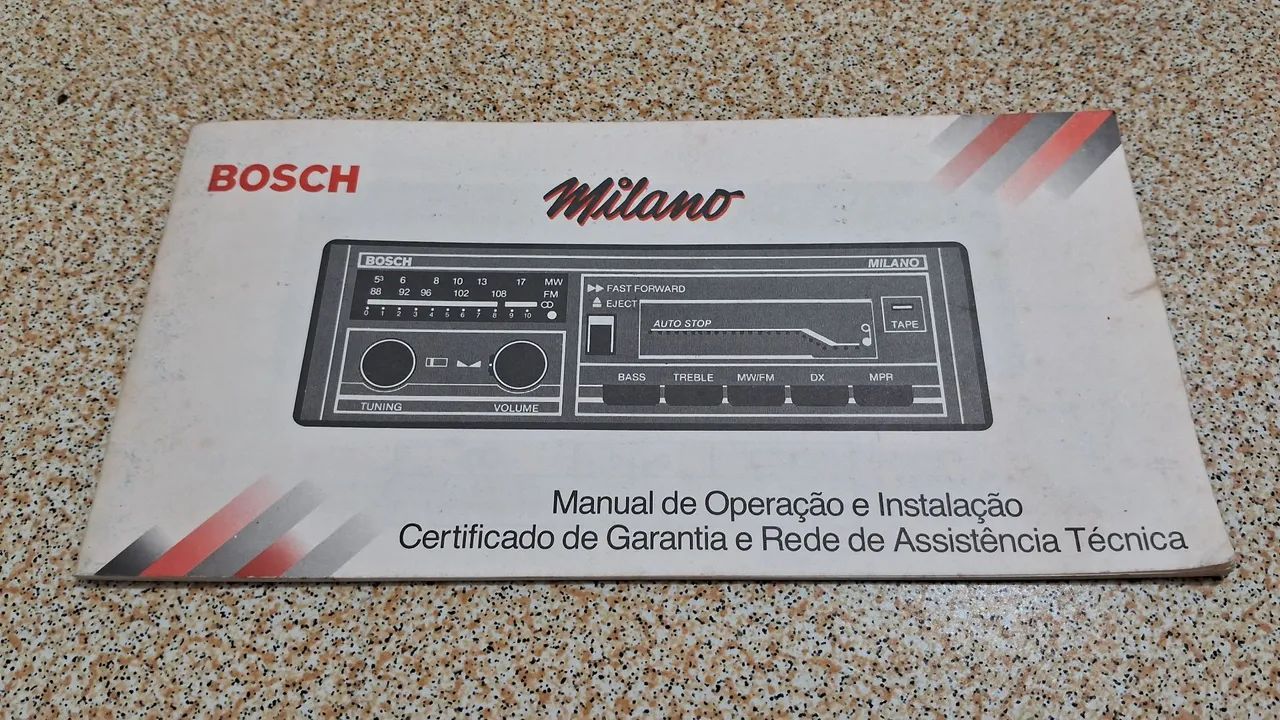 BOSCH
Milano
BOSCH MILANO
5³ 6 8 10 13 17 MW
88 92 96 102 108 FM
0 1 2 3 4 5 6 7 8 9 10
FAST FORWARD
EJECT
AUTO STOP
TAPE
BASS TREBLE MW/FM DX MPR
TUNING VOLUME
Manual de Operação e Instalação
Certificado de Garantia e Rede de Assistência Técnica